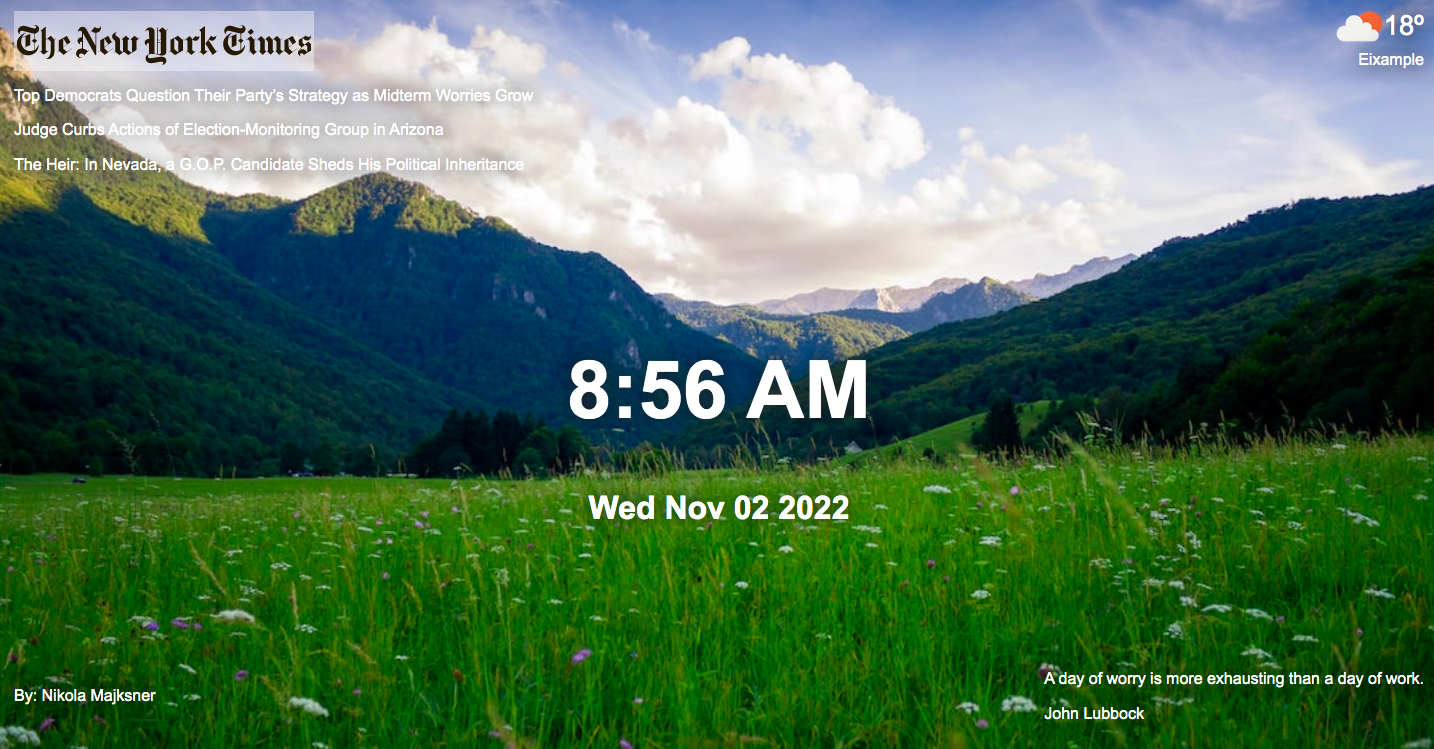 The New York Times
18º
Eixample
Top Democrats Question Their Party's Strategy as Midterm Worries Grow
Judge Curbs Actions of Election-Monitoring Group in Arizona
The Heir: In Nevada, a G.O.P. Candidate Sheds His Political Inheritance
8:56 AM
Wed Nov 02 2022
By: Nikola Majksner
A day of worry is more exhausting than a day of work.
John Lubbock